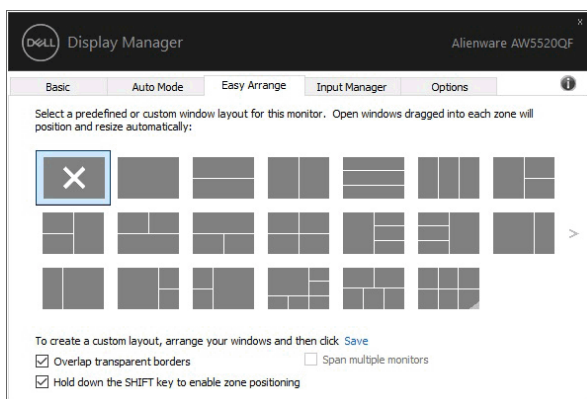 x
DELL Display Manager Alienware AW5520QF
Basic Auto Mode Easy Arrange Input Manager Options i
Select a predefined or custom window layout for this monitor. Open windows dragged into each zone will
position and resize automatically:
>
To create a custom layout, arrange your windows and then click Save
Overlap transparent borders Span multiple monitors
Hold down the SHIFT key to enable zone positioning